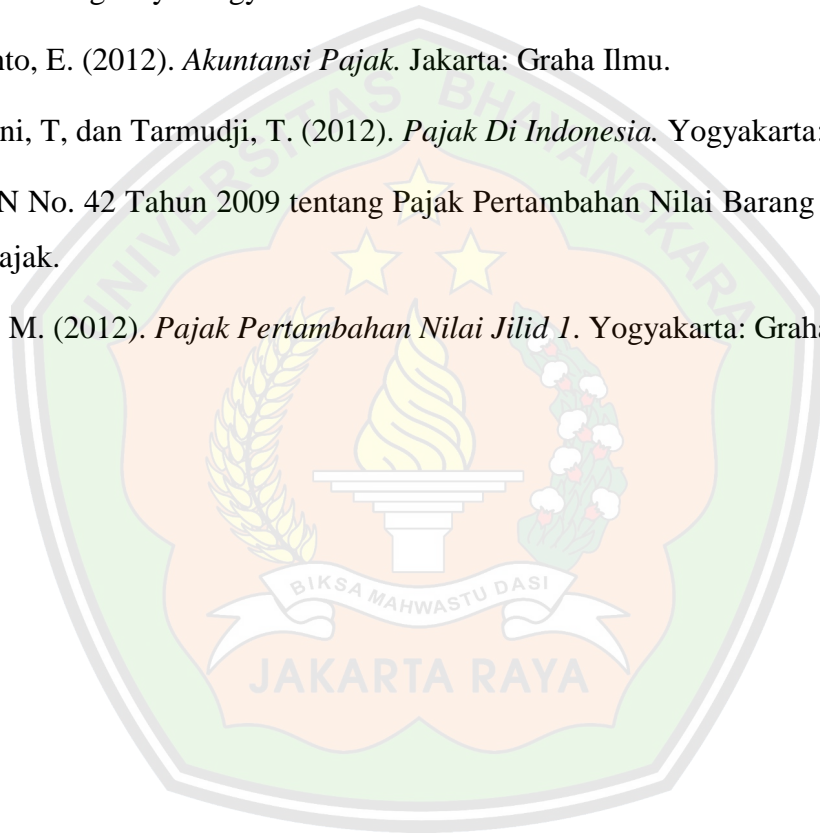 nto, E. (2012). Akuntansi Pajak. Jakarta: Graha Ilmu.
ni, T, dan Tarmudji, T. (2012). Pajak Di Indonesia. Yogyakarta:
N No. 42 Tahun 2009 tentang Pajak Pertambahan Nilai Barang
ajak.
M. (2012). Pajak Pertambahan Nilai Jilid 1. Yogyakarta: Graha
UNIVERSITAS BHAYANGKARA
BIKSA MAHWASTU DASI
JAKARTA RAYA